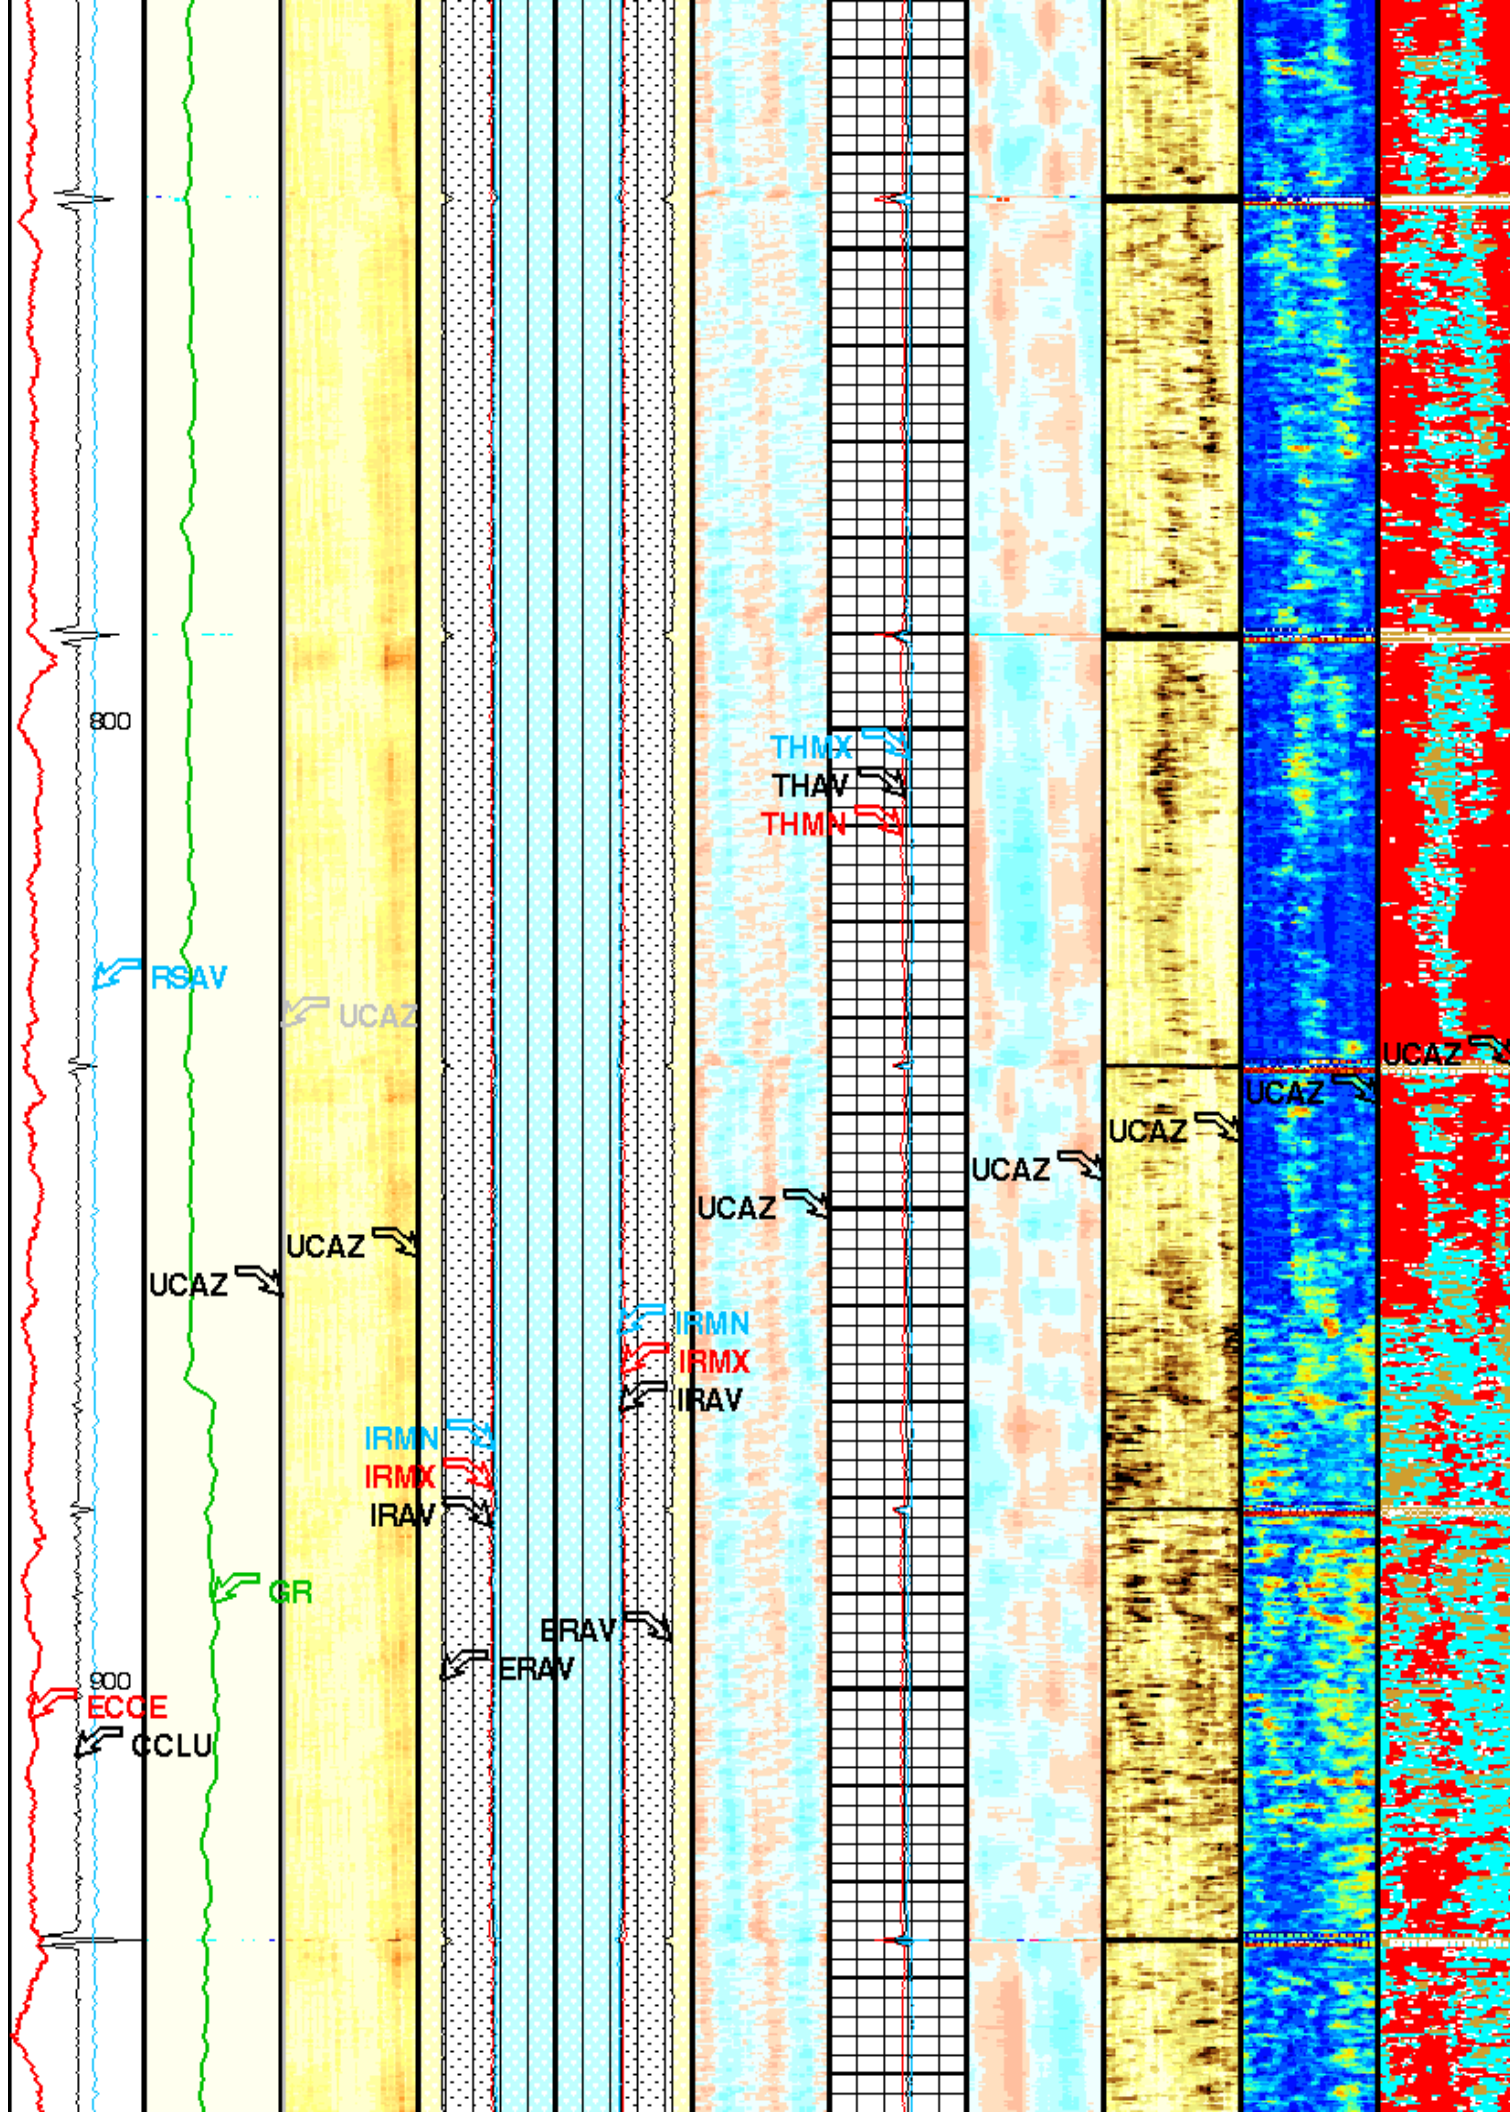 800
THMX
THAV
THMN
RSAV
UCAZ
UCAZ
UCAZ
UCAZ
UCAZ
UCAZ
UCAZ
UCAZ
IRMN
IRMX
IRAV
IRMN
IRMX
IRAV
GR
ERAV
ERAV
900
ECCE
CCLU